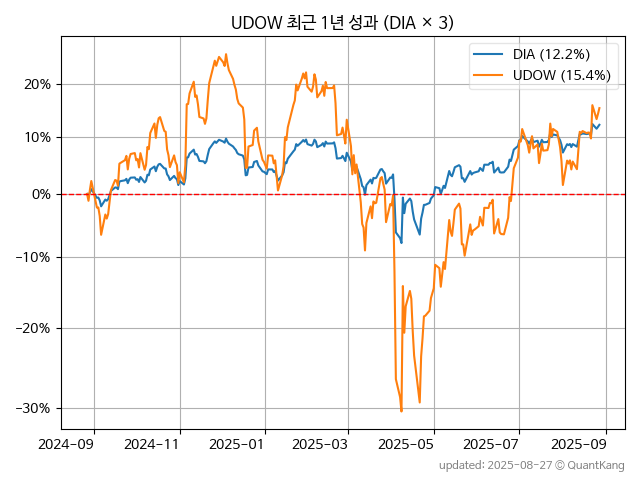 UDOW 최근 1년 성과 (DIA × 3)
DIA (12.2%)
UDOW (15.4%)
20%
10%
0%
−10%
−20%
−30%
2024-09 2024-11 2025-01 2025-03 2025-05 2025-07 2025-09
updated: 2025-08-27 © QuantKang